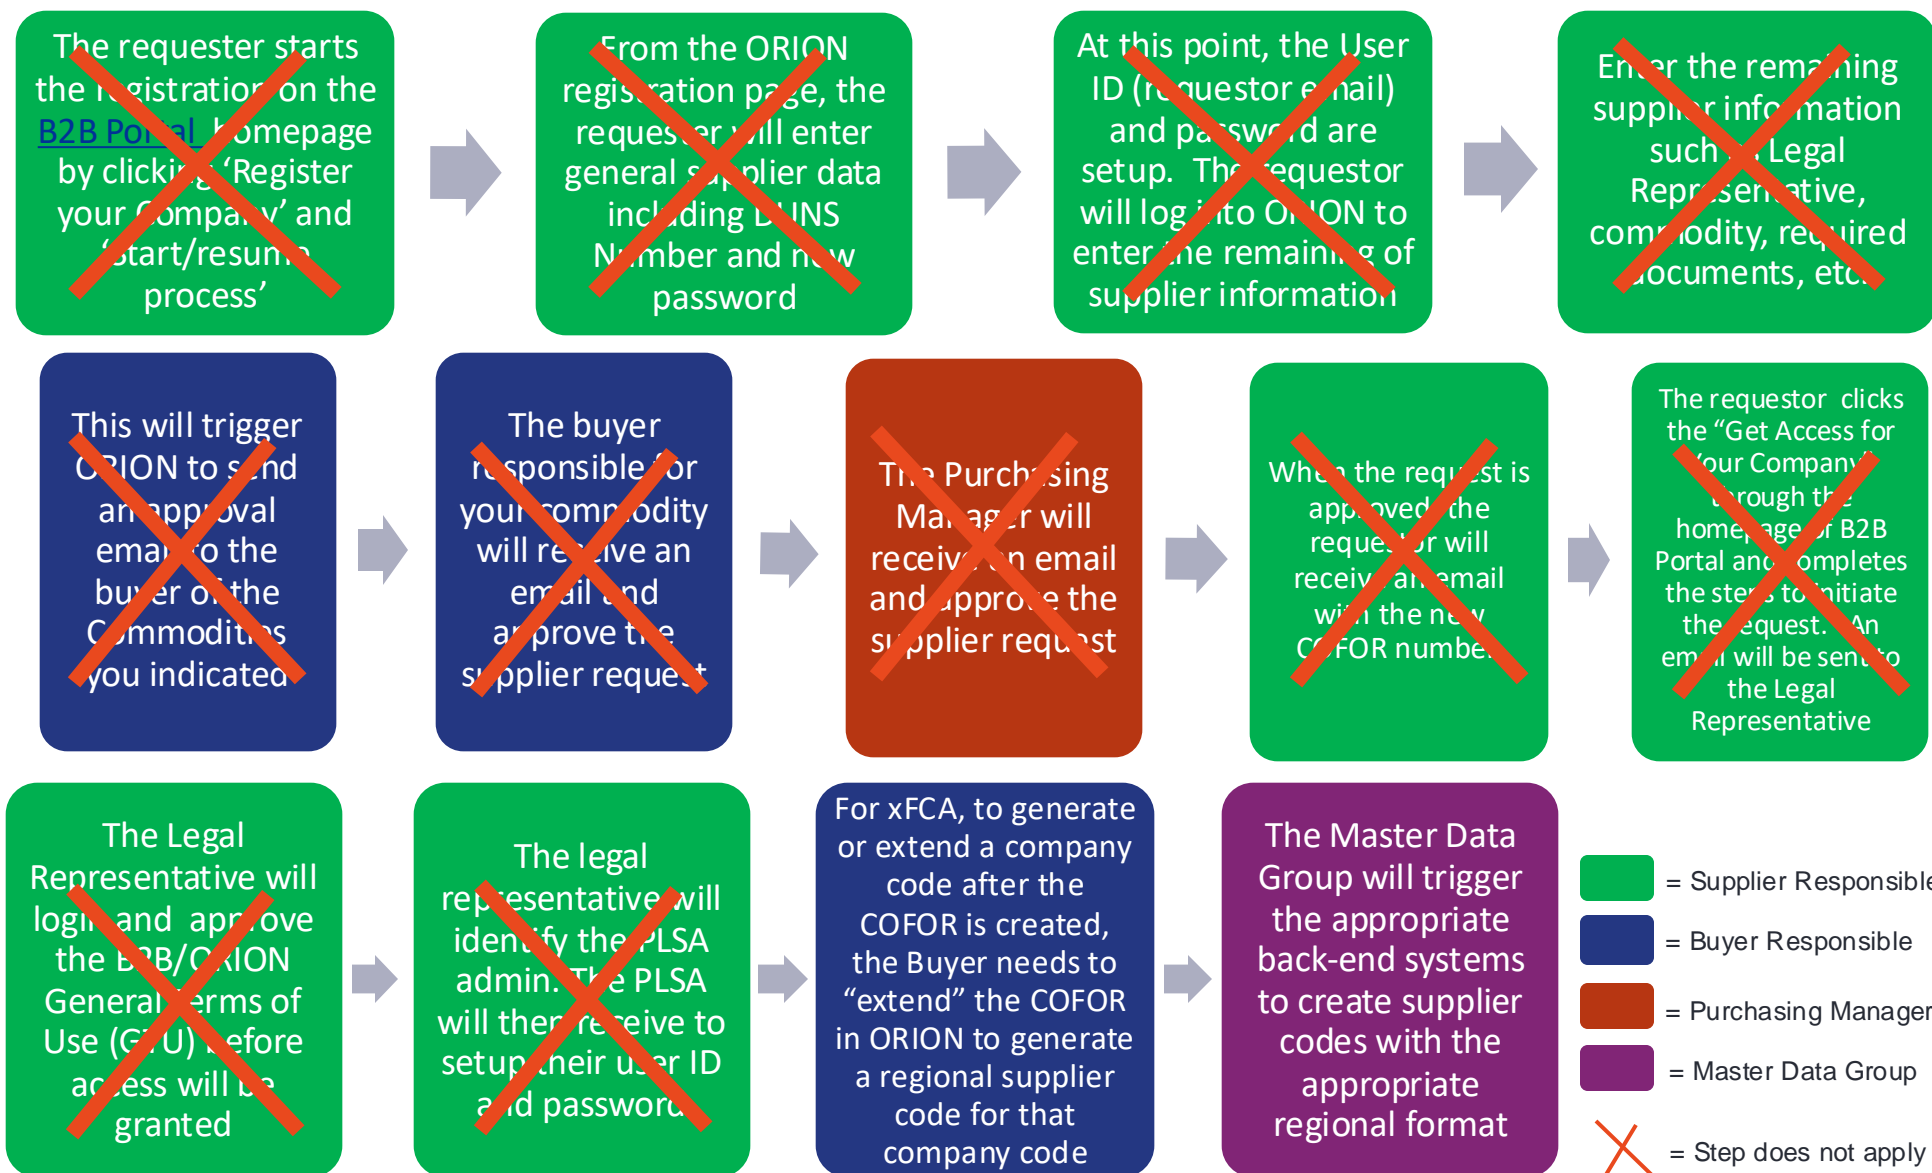 The requester starts
the registration on the
B2B Portal homepage
by clicking ‘Register
your Company’ and
‘Start/resume
process’
From the ORION
registration page, the
requester will enter
general supplier data
including DUNS
Number and new
password
At this point, the User
ID (requestor email)
and password are
setup. The requestor
will log into ORION to
enter the remaining of
supplier information
Enter the remaining
supplier information
such as Legal
Representative,
commodity, required
documents, etc.
This will trigger
ORION to send
an approval
email to the
buyer of the
Commodities
you indicated
The buyer
responsible for
your commodity
will receive an
email and
approve the
supplier request
The Purchasing
Manager will
receive an email
and approve the
supplier request
When the request is
approved, the
requestor will
receive an email
with the new
COFOR number.
The requestor clicks
the “Get Access for
Your Company”
through the
homepage of B2B
Portal and completes
the steps to initiate
the request. An
email will be sent to
the Legal
Representative
The Legal
Representative will
login and approve
the B2B/ORION
General Terms of
Use (GTU) before
access will be
granted
The legal
representative will
identify the PLSA
admin. The PLSA
will then receive to
setup their user ID
and password
For xFCA, to generate
or extend a company
code after the
COFOR is created,
the Buyer needs to
“extend” the COFOR
in ORION to generate
a regional supplier
code for that
company code
The Master Data
Group will trigger
the appropriate
back-end systems
to create supplier
codes with the
appropriate
regional format
= Supplier Responsible
= Buyer Responsible
= Purchasing Manager
= Master Data Group
= Step does not apply